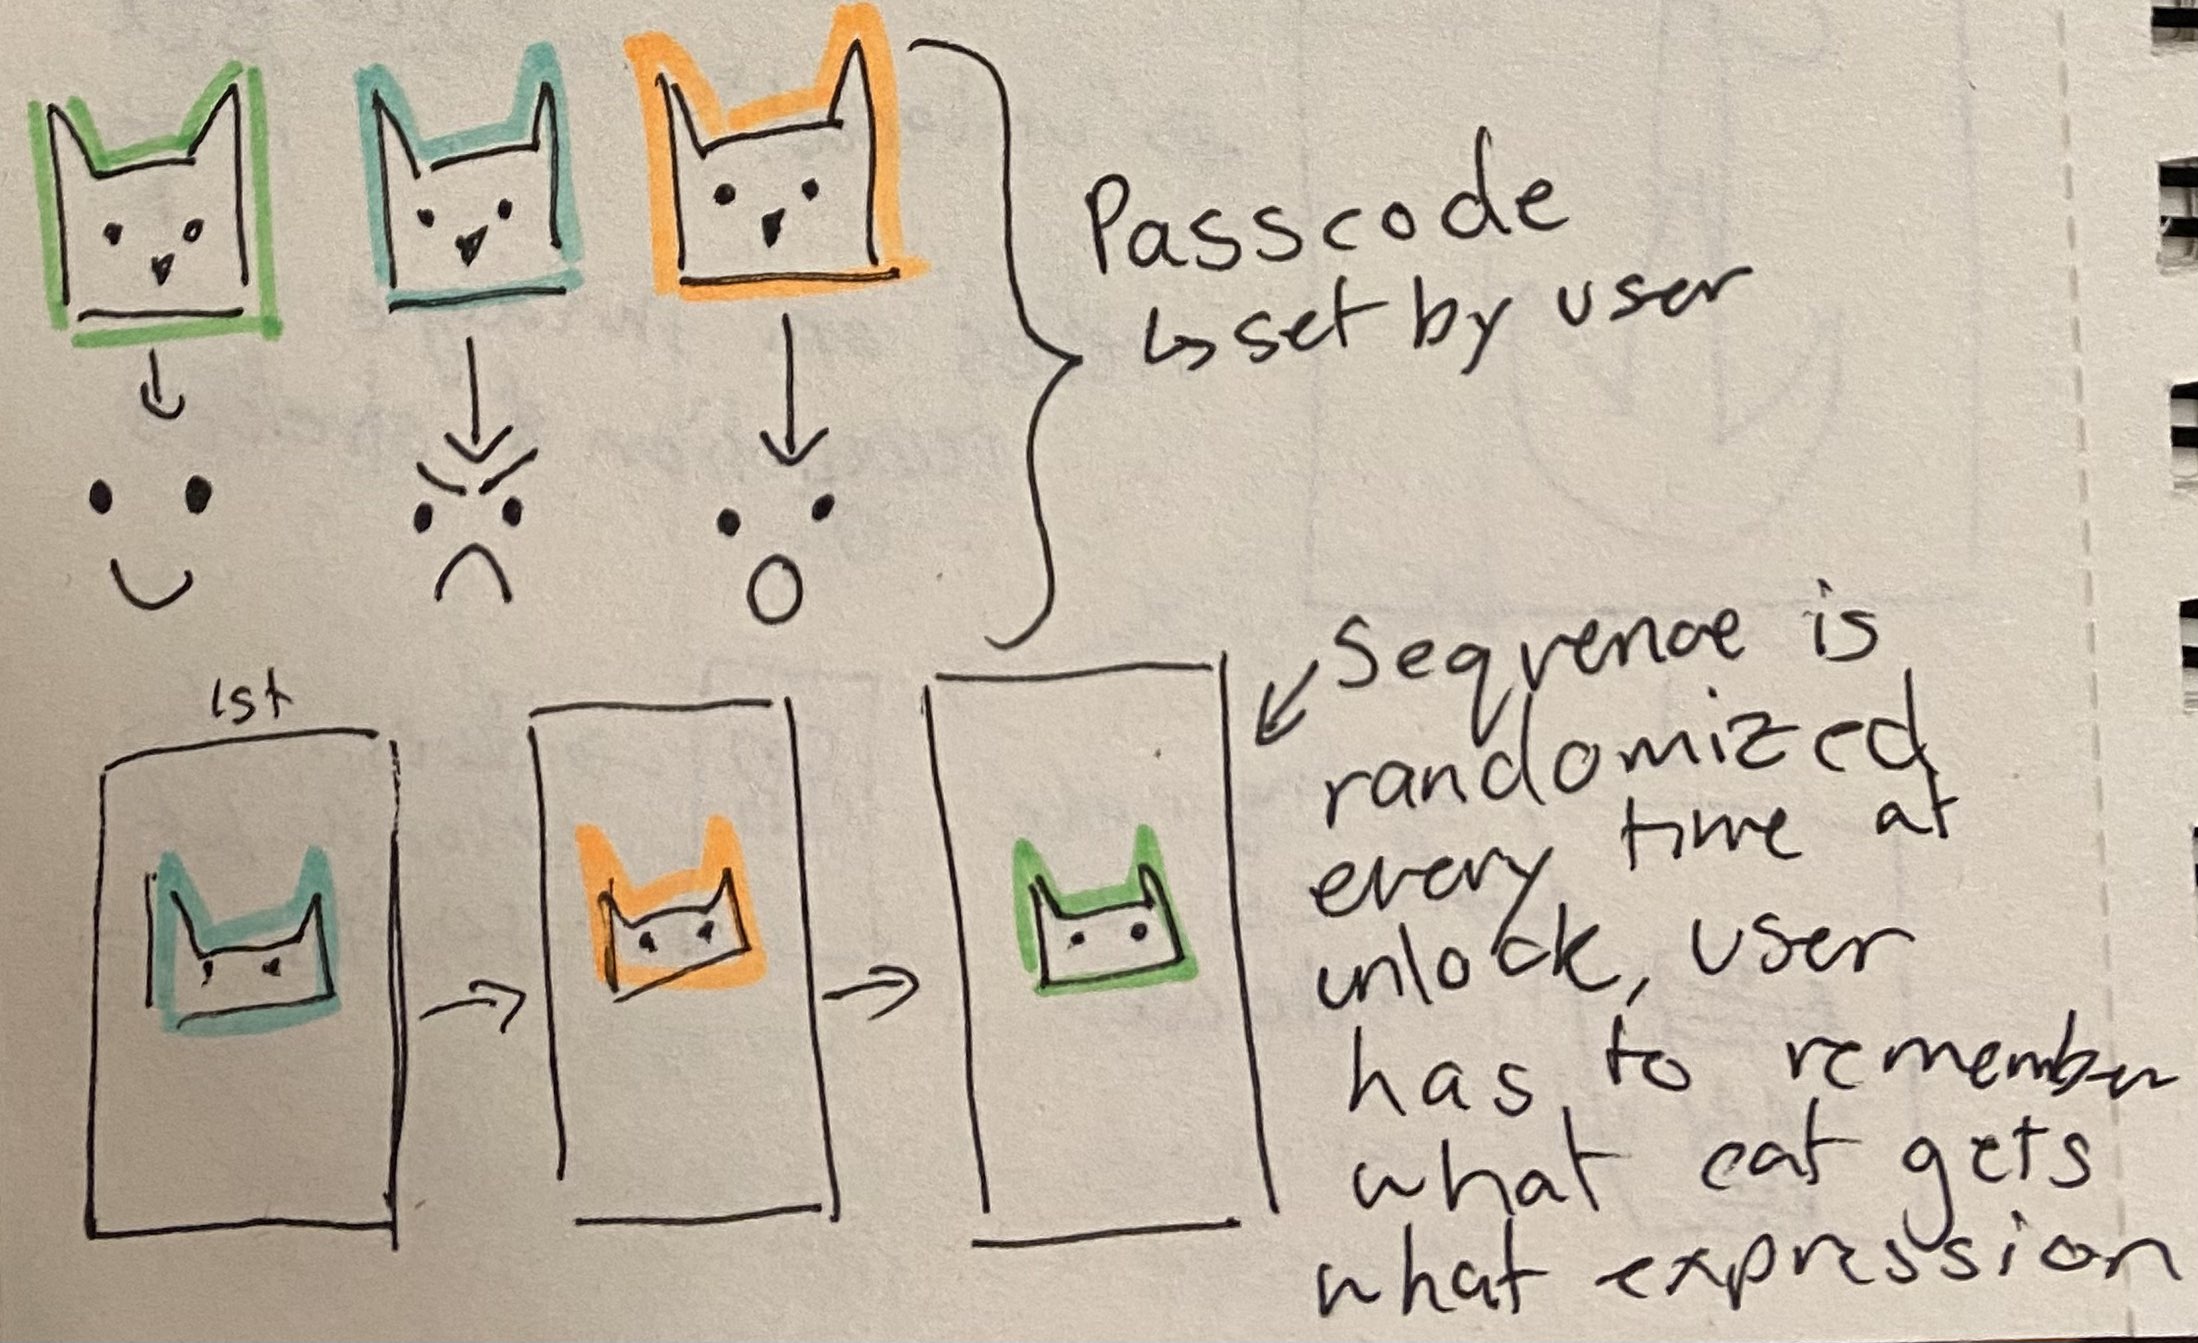 Passcode
↳ set by user
1st
Sequence is
randomized
every time at
unlock, user
has to remember
what cat gets
what expression